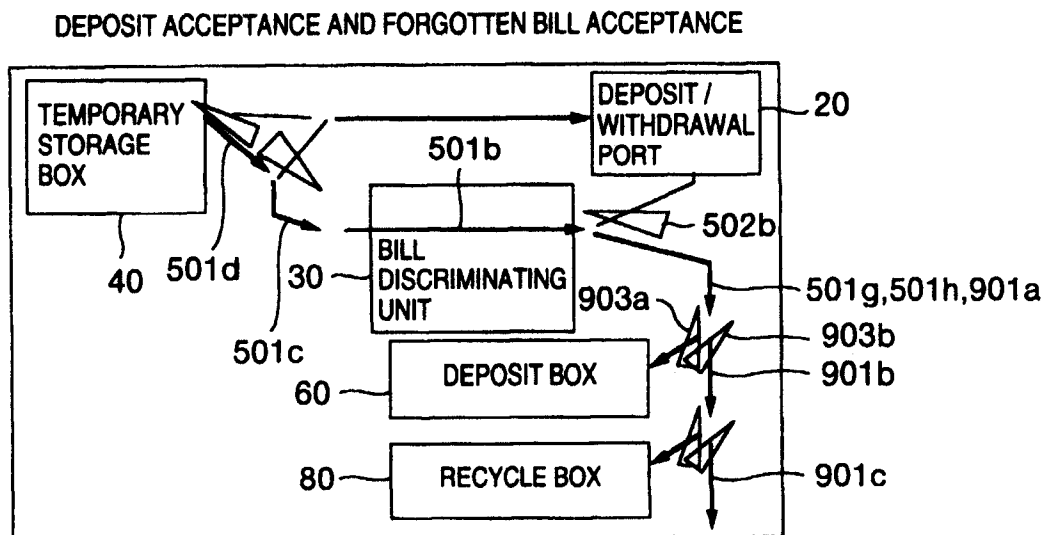 DEPOSIT ACCEPTANCE AND FORGOTTEN BILL ACCEPTANCE
TEMPORARY
STORAGE
BOX
DEPOSIT /
WITHDRAWAL
PORT
20
501b
502b
40
501d
30
BILL
DISCRIMINATING
UNIT
501g,501h,901a
903a
903b
501c
901b
60
DEPOSIT BOX
80
RECYCLE BOX
901c